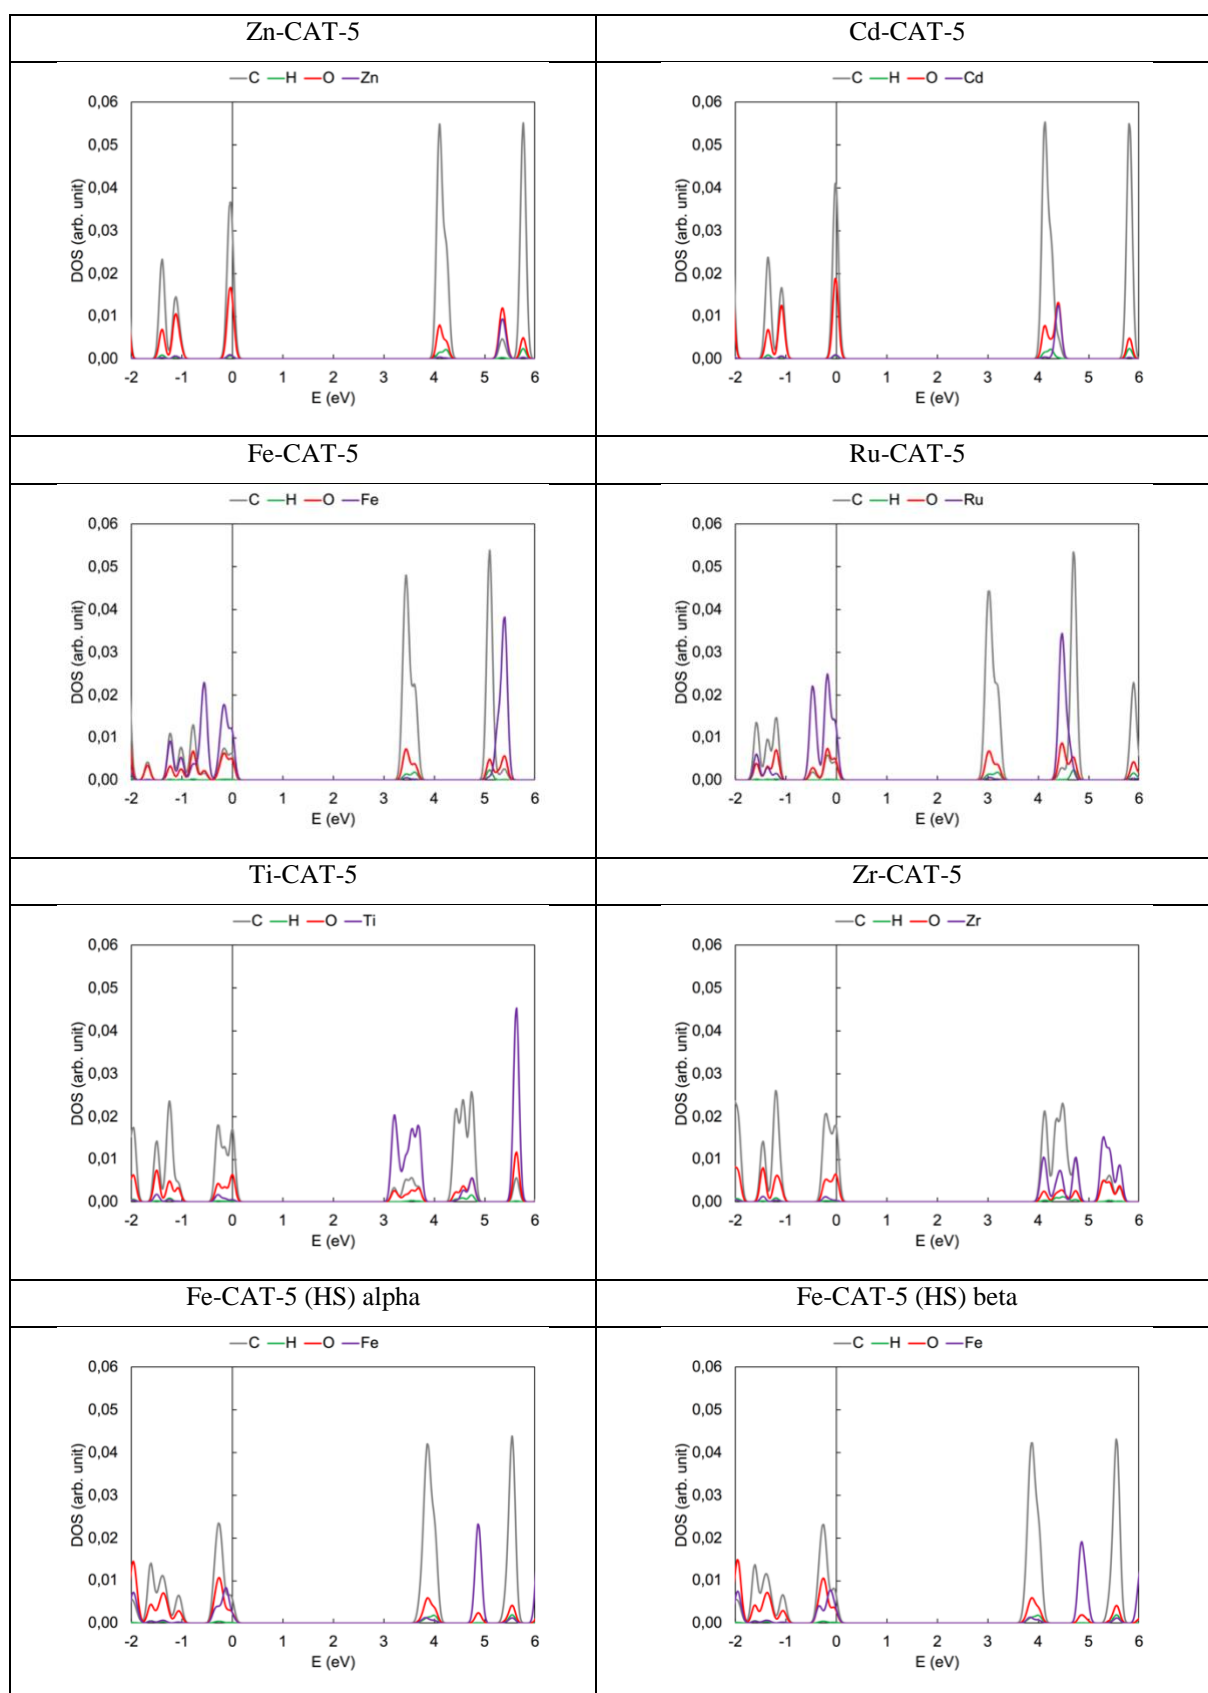 Zn-CAT-5
Cd-CAT-5
C H O Zn
0,06
0,05
0,04
0,03
0,02
0,01
0,00
DOS (arb. unit)
-2 -1 0 1 2 3 4 5 6
E (eV)
C H O Cd
0,06
0,05
0,04
0,03
0,02
0,01
0,00
DOS (arb. unit)
-2 -1 0 1 2 3 4 5 6
E (eV)
Fe-CAT-5
Ru-CAT-5
C H O Fe
0,06
0,05
0,04
0,03
0,02
0,01
0,00
DOS (arb. unit)
-2 -1 0 1 2 3 4 5 6
E (eV)
C H O Ru
0,06
0,05
0,04
0,03
0,02
0,01
0,00
DOS (arb. unit)
-2 -1 0 1 2 3 4 5 6
E (eV)
Ti-CAT-5
Zr-CAT-5
C H O Ti
0,06
0,05
0,04
0,03
0,02
0,01
0,00
DOS (arb. unit)
-2 -1 0 1 2 3 4 5 6
E (eV)
C H O Zr
0,06
0,05
0,04
0,03
0,02
0,01
0,00
DOS (arb. unit)
-2 -1 0 1 2 3 4 5 6
E (eV)
Fe-CAT-5 (HS) alpha
Fe-CAT-5 (HS) beta
C H O Fe
0,06
0,05
0,04
0,03
0,02
0,01
0,00
DOS (arb. unit)
-2 -1 0 1 2 3 4 5 6
E (eV)
C H O Fe
0,06
0,05
0,04
0,03
0,02
0,01
0,00
DOS (arb. unit)
-2 -1 0 1 2 3 4 5 6
E (eV)